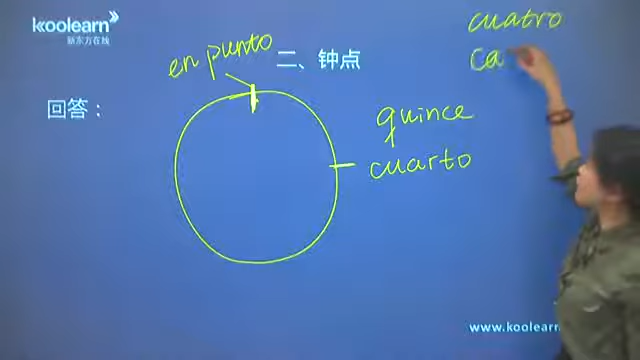 koolearn
新东方在线
cuatro
ca
en punto
二、钟点
回答：
quince
cuarto
www.koolearn